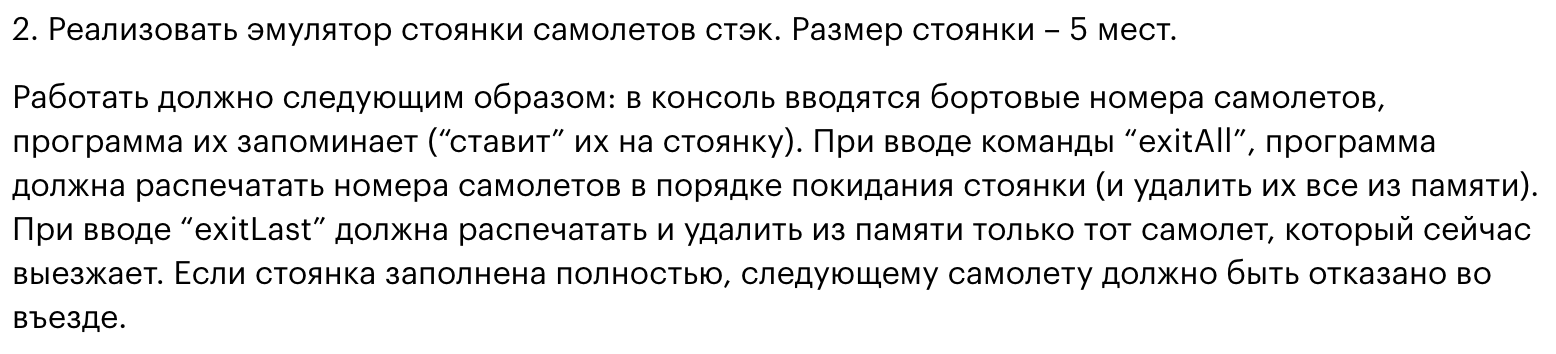 2. Реализовать эмулятор стоянки самолетов стэк. Размер стоянки – 5 мест.
Работать должно следующим образом: в консоль вводятся бортовые номера самолетов,
программа их запоминает (“ставит” их на стоянку). При вводе команды “exitAll”, программа
должна распечатать номера самолетов в порядке покидания стоянки (и удалить их все из памяти).
При вводе “exitLast” должна распечатать и удалить из памяти только тот самолет, который сейчас
выезжает. Если стоянка заполнена полностью, следующему самолету должно быть отказано во
въезде.